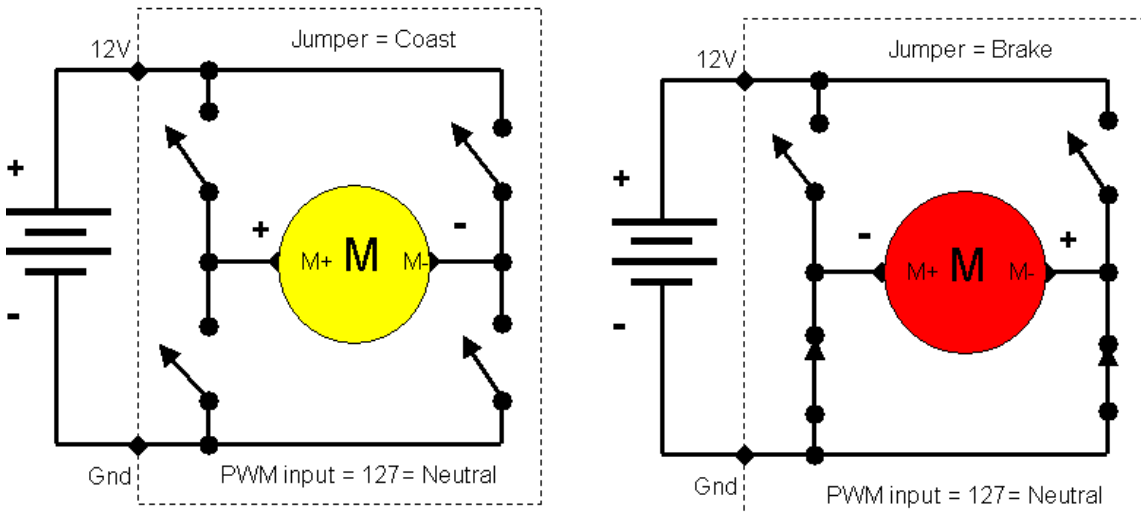 Jumper = Coast
12V
+
+
-
M+ M M-
-
Gnd
PWM input = 127= Neutral
Jumper = Brake
12V
+
-
+
M+ M M-
-
Gnd
PWM input = 127= Neutral